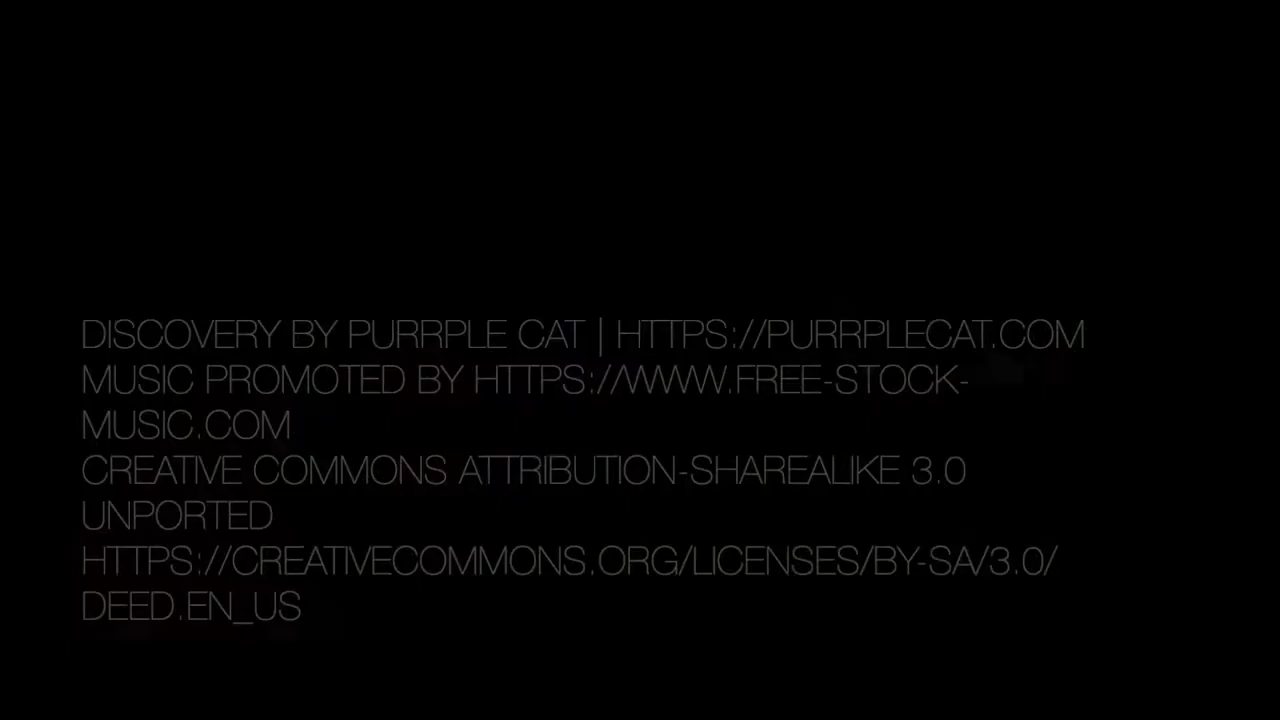 DISCOVERY BY PURRPLE CAT | HTTPS://PURRPLECAT.COM
MUSIC PROMOTED BY HTTPS://WWW.FREE-STOCK-
MUSIC.COM
CREATIVE COMMONS ATTRIBUTION-SHAREALIKE 3.0
UNPORTED
HTTPS://CREATIVECOMMONS.ORG/LICENSES/BY-SA/3.0/
DEED.EN_US